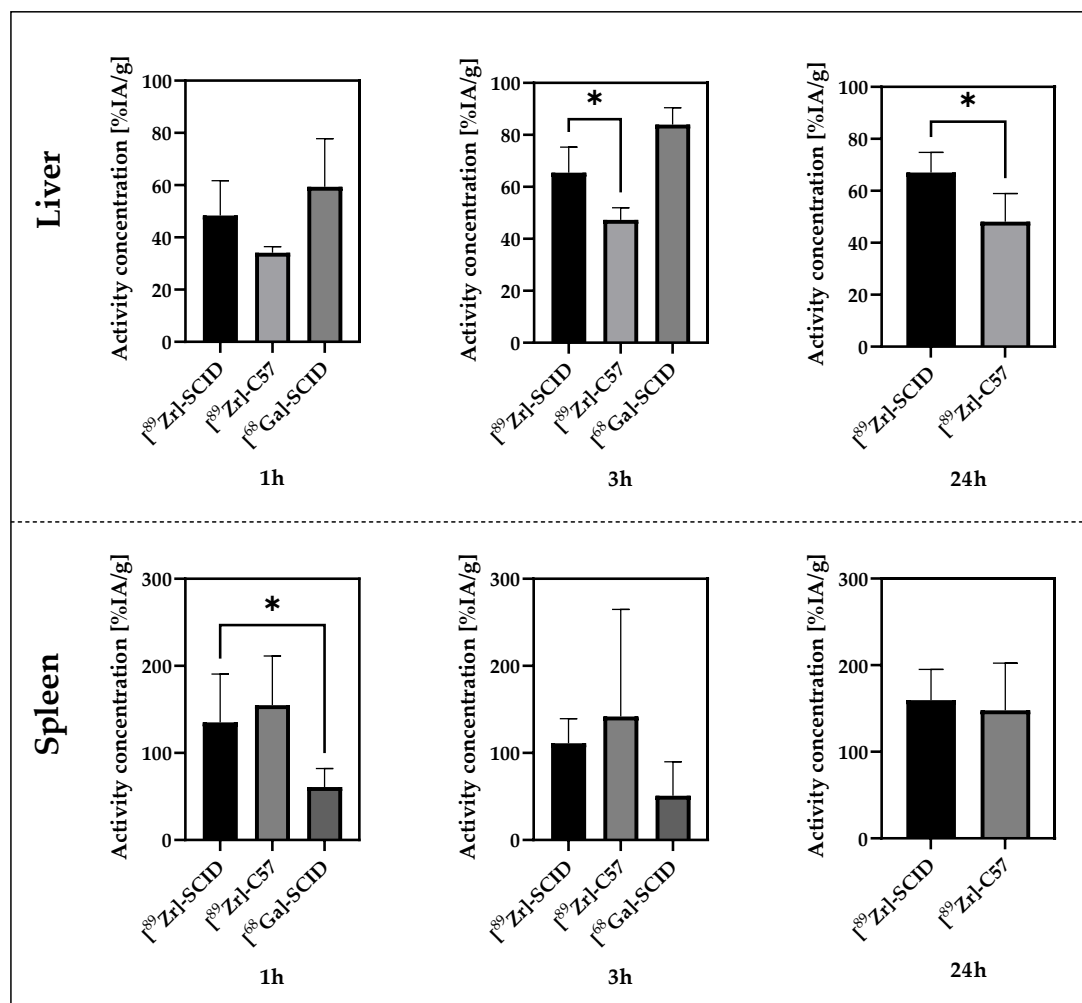 Liver
Activity concentration [%IA/g]
100
80
60
40
20
0
[⁸⁹Zr]-SCID
[⁸⁹Zr]-C57
[⁶⁸Ga]-SCID
1h
Activity concentration [%IA/g]
100
80
60
40
20
0
*
[⁸⁹Zr]-SCID
[⁸⁹Zr]-C57
[⁶⁸Ga]-SCID
3h
Activity concentration [%IA/g]
100
80
60
40
20
0
*
[⁸⁹Zr]-SCID
[⁸⁹Zr]-C57
24h
Spleen
Activity concentration [%IA/g]
300
200
100
0
*
[⁸⁹Zr]-SCID
[⁸⁹Zr]-C57
[⁶⁸Ga]-SCID
1h
Activity concentration [%IA/g]
300
200
100
0
[⁸⁹Zr]-SCID
[⁸⁹Zr]-C57
[⁶⁸Ga]-SCID
3h
Activity concentration [%IA/g]
300
200
100
0
[⁸⁹Zr]-SCID
[⁸⁹Zr]-C57
24h